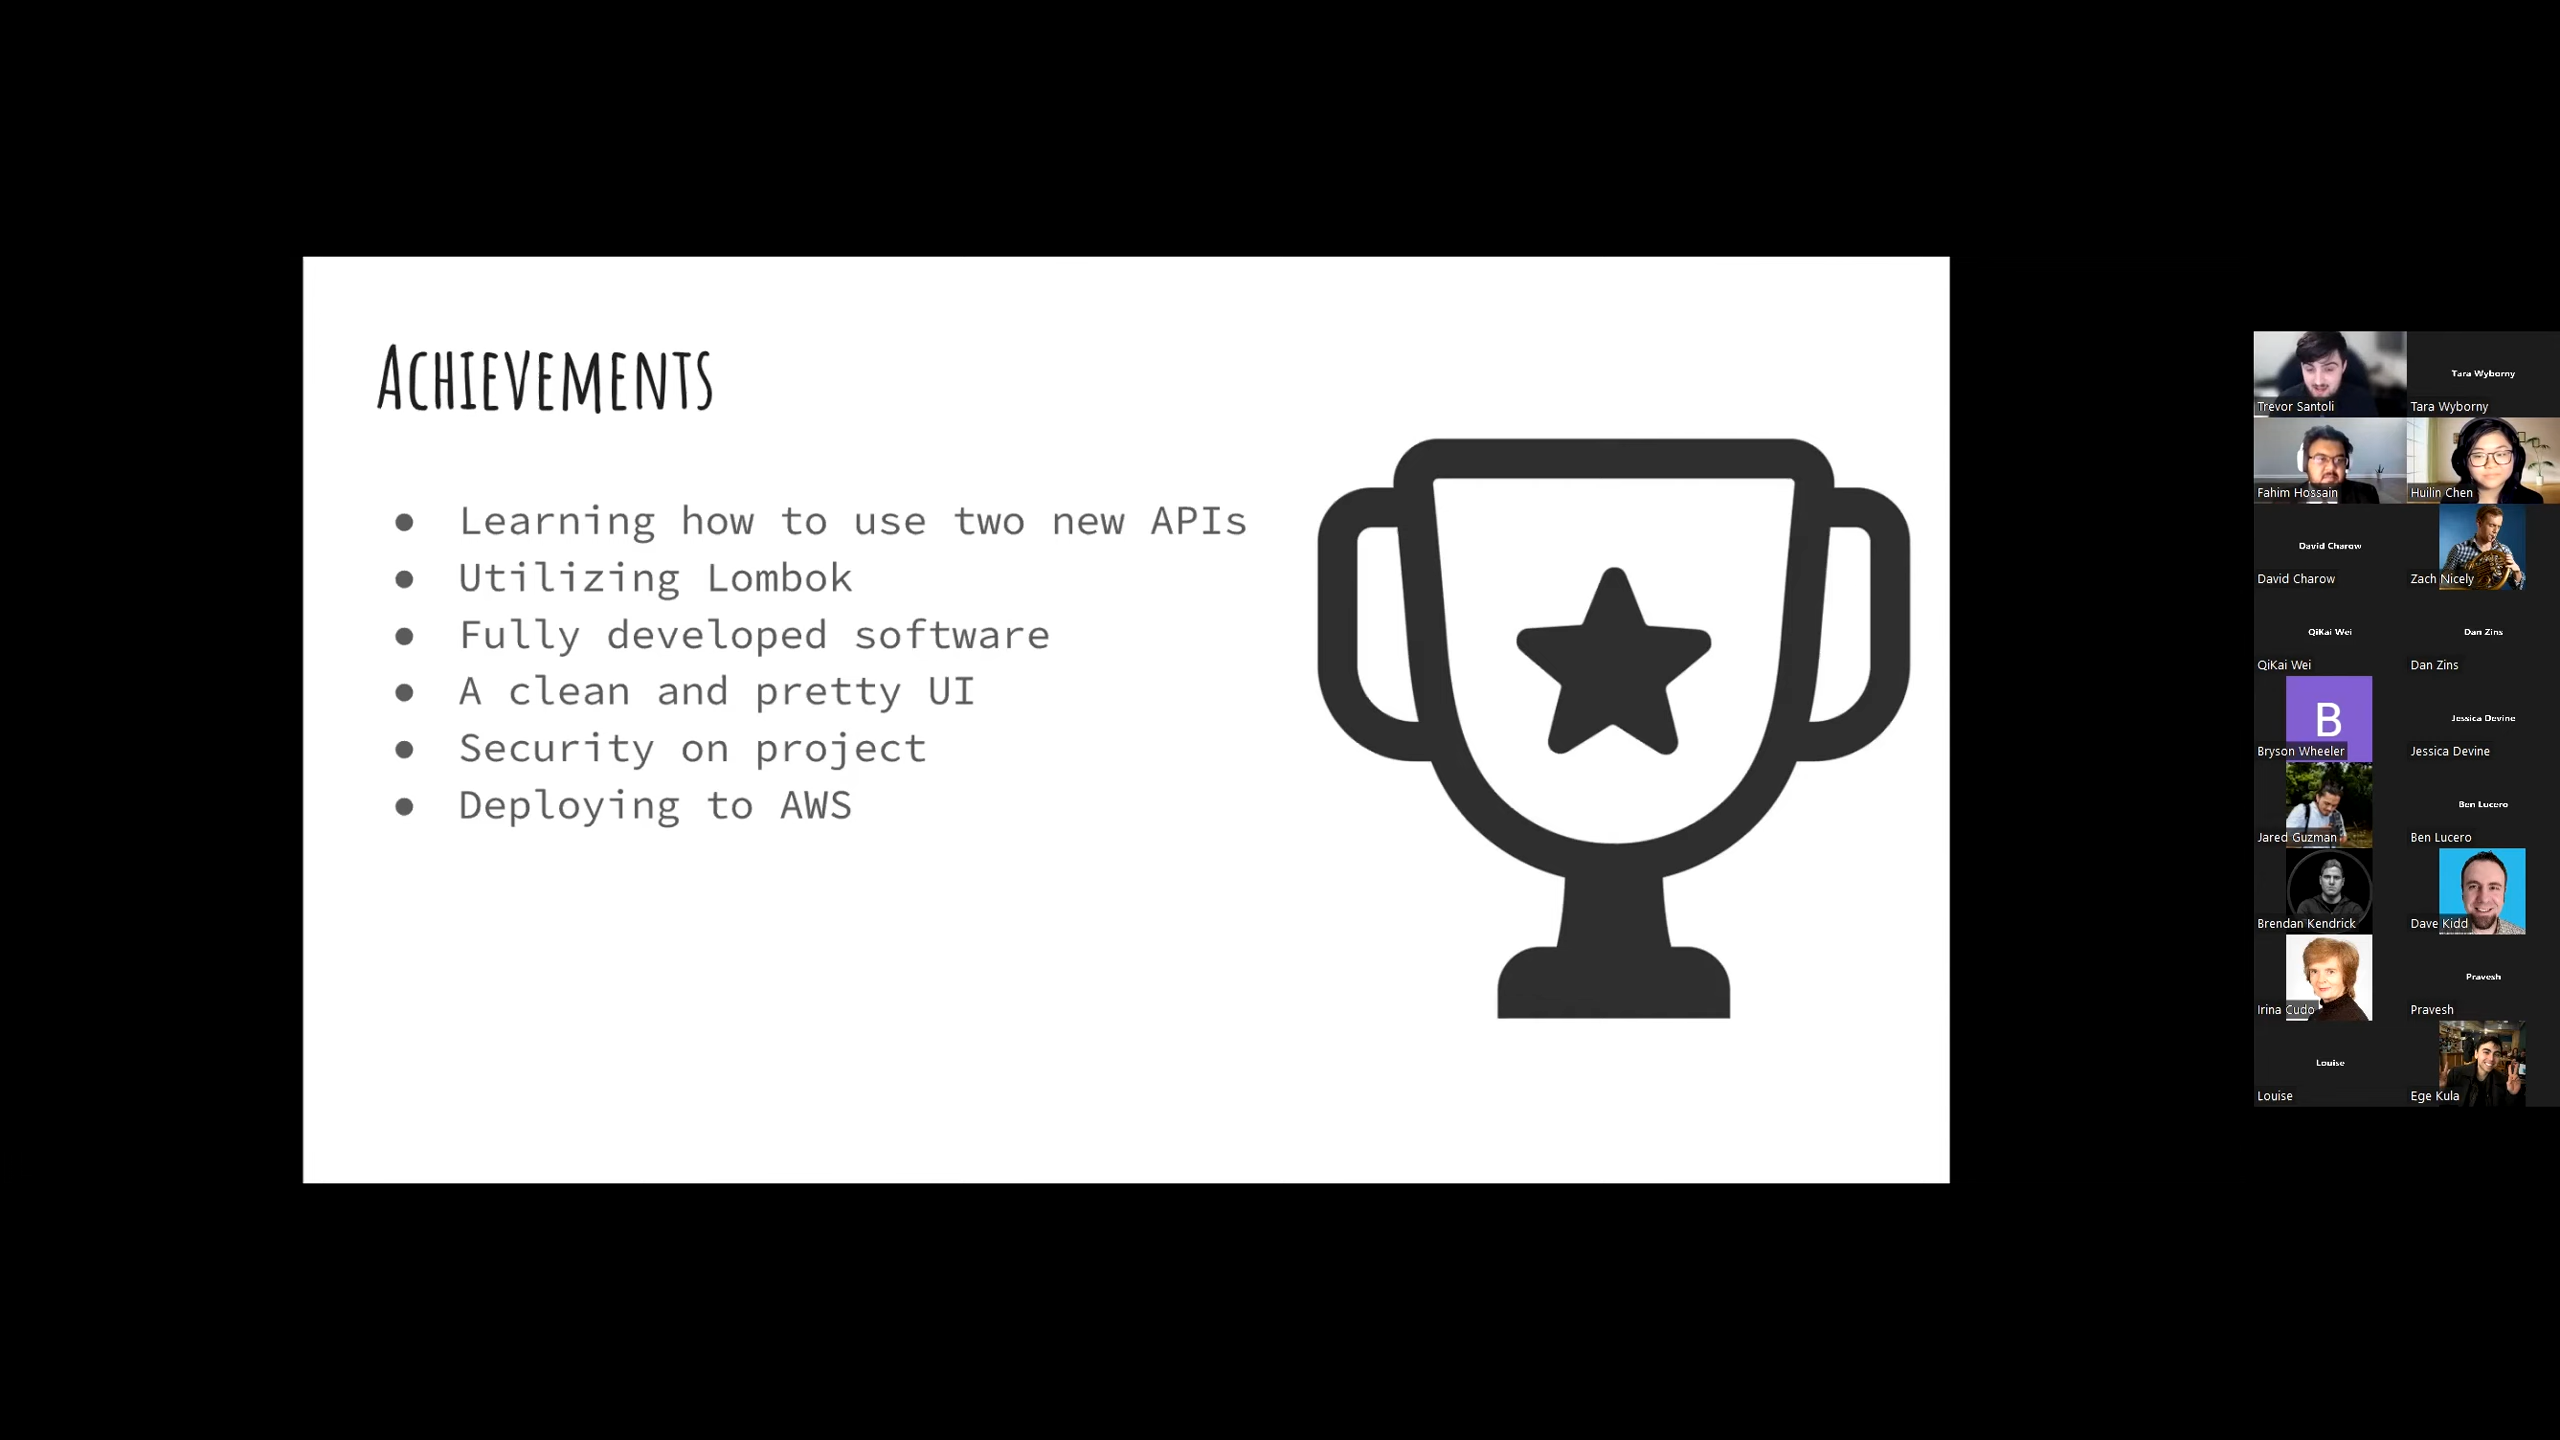 Achievements
● Learning how to use two new APIs
● Utilizing Lombok
● Fully developed software
● A clean and pretty UI
● Security on project
● Deploying to AWS
Trevor Santoli
Tara Wyborny
Tara Wyborny
Fahim Hossain
Huilin Chen
David Charow
David Charow
Zach Nicely
QiKai Wei
QiKai Wei
Dan Zins
Dan Zins
B
Bryson Wheeler
Jessica Devine
Jessica Devine
Jared Guzman
Ben Lucero
Ben Lucero
Brendan Kendrick
Dave Kidd
Irina Cudo
Pravesh
Pravesh
Louise
Louise
Ege Kula